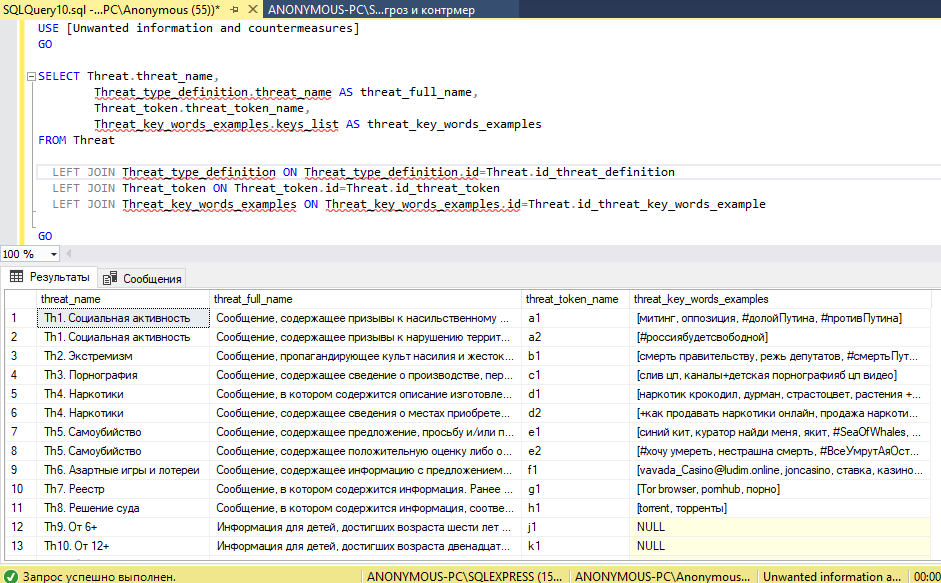 SQLQuery10.sql -...PC\Anonymous (55))* ANONYMOUS-PC\S...гроз и контрмер
USE [Unwanted information and countermeasures]
GO
SELECT Threat.threat_name,
Threat_type_definition.threat_name AS threat_full_name,
Threat_token.threat_token_name,
Threat_key_words_examples.keys_list AS threat_key_words_examples
FROM Threat
LEFT JOIN Threat_type_definition ON Threat_type_definition.id=Threat.id_threat_definition
LEFT JOIN Threat_token ON Threat_token.id=Threat.id_threat_token
LEFT JOIN Threat_key_words_examples ON Threat_key_words_examples.id=Threat.id_threat_key_words_example
GO
100 %
Результаты Сообщения
threat_name threat_full_name threat_token_name threat_key_words_examples
1 Th1. Социальная активность Сообщение, содержащее призывы к насильственному ... a1 [митинг, оппозиция, #долойПутина, #противПутина]
2 Th1. Социальная активность Сообщение, содержащее призывы к нарушению террит... a2 [#россиябудетсвободной]
3 Th2. Экстремизм Сообщение, пропагандирующее культ насилия и жесток... b1 [смерть правительству, режь депутатов, #смертьПут...
4 Th3. Порнография Сообщение, содержащее сведение о производстве, пер... c1 [слив цп, каналы+детская порнографияб цп видео]
5 Th4. Наркотики Сообщение, в котором содержится описание изготовле... d1 [наркотик крокодил, дурман, страстоцвет, растения +...
6 Th4. Наркотики Сообщение, содержащее сведения о местах приобрете... d2 [+как продавать наркотики онлайн, продажа наркоти...
7 Th5. Самоубийство Сообщение, содержащее предложение, просьбу и/или п... e1 [синий кит, куратор найди меня, якит, #SeaOfWhales, ...
8 Th5. Самоубийство Сообщение, содержащее положительную оценку либо о... e2 [#хочу умереть, нестрашна смерть, #ВсеУмрутАяОст...
9 Th6. Азартные игры и лотереи Сообщение, содержащее информацию с предложением... f1 [vavada_Casino@ludim.online, joncasino, ставка, казино...
10 Th7. Реестр Сообщение, в котором содержится информация. Ранее ... g1 [Tor browser, pornhub, порно]
11 Th8. Решение суда Сообщение, в котором содержится информация, соотве... h1 [torrent, торренты]
12 Th9. От 6+ Информация для детей, достигших возраста шести лет ... j1 NULL
13 Th10. От 12+ Информация для детей, достигших возраста двенадцат... k1 NULL
Запрос успешно выполнен. ANONYMOUS-PC\SQLEXPRESS (15... ANONYMOUS-PC\Anonymous... Unwanted information a... 00:00